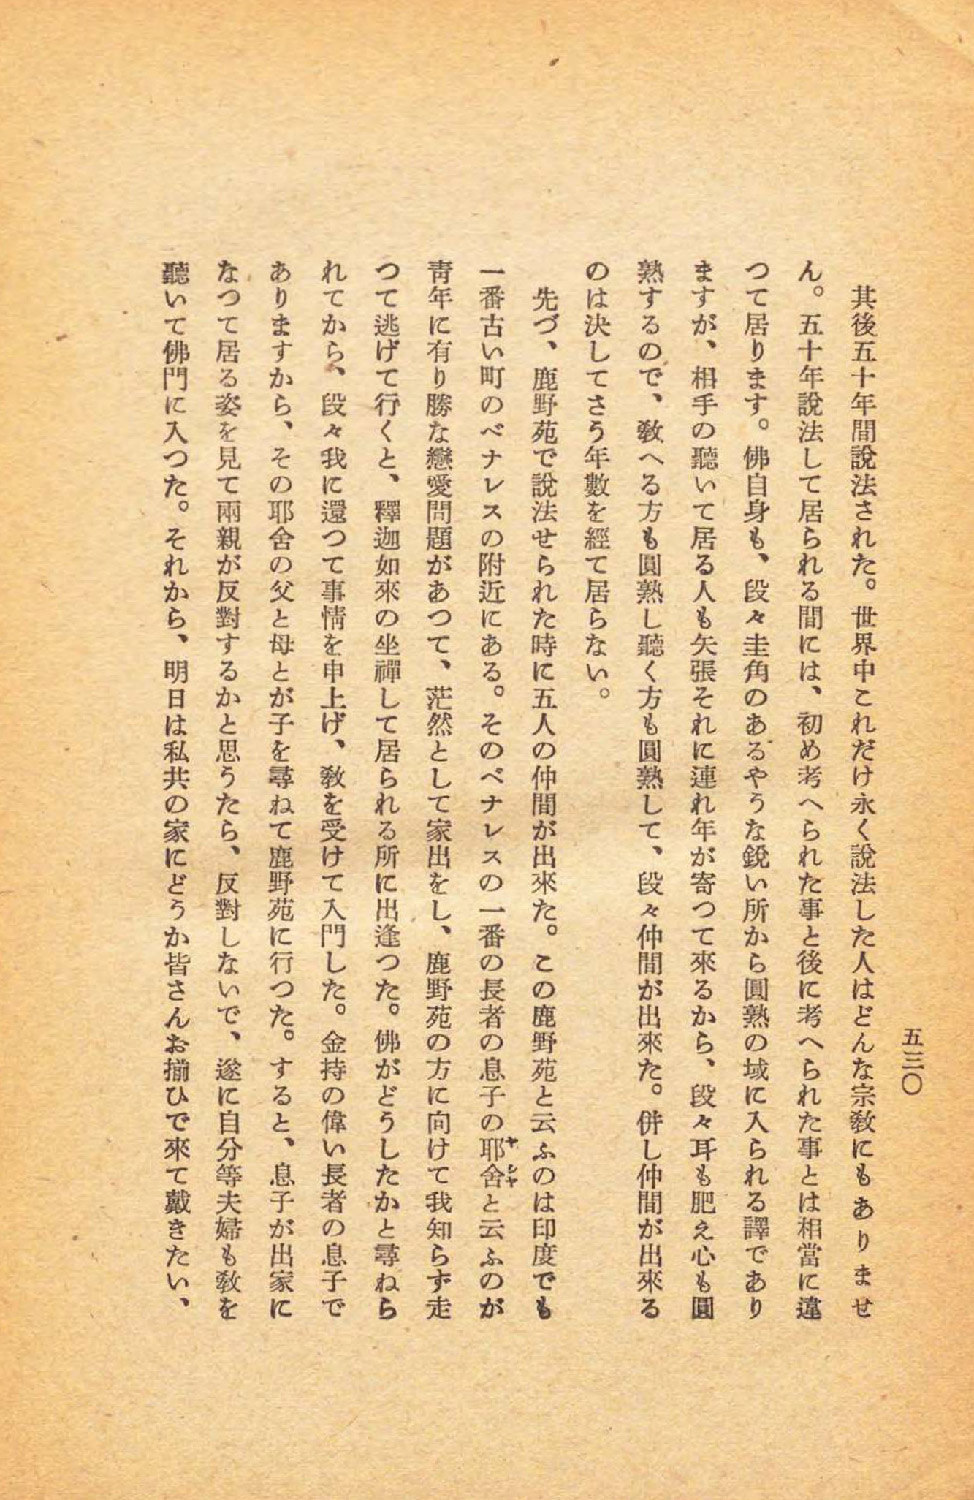 五三〇
其後五十年間說法された。世界中これだけ永く說法した人はどんな宗敎にもありませ
ん。五十年說法して居られる間には、初め考へられた事と後に考へられた事とは相當に違
つて居ります。佛自身も、段々圭角のあるやうな銳い所から圓熟の域に入られる譯であり
ますが、相手の聽いて居る人も矢張それに連れ年が寄つて來るから、段々耳も肥え心も圓
熟するので、敎へる方も圓熟し聽く方も圓熟して、段々仲間が出來た。併し仲間が出來る
のは決してさう年數を經て居らない。
先づ、鹿野苑で說法せられた時に五人の仲間が出來た。この鹿野苑と云ふのは印度でも
一番古い町のベナレスの附近にある。そのベナレスの一番の長者の息子の耶舍と云ふのが
ヤシヤ
靑年に有り勝な戀愛問題があつて、茫然として家出をし、鹿野苑の方に向けて我知らず走
つて逃げて行くと、釋迦如來の坐禪して居られる所に出逢つた。佛がどうしたかと尋ねら
れてから、段々我に還つて事情を申上げ、敎を受けて入門した。金持の偉い長者の息子で
ありますから、その耶舍の父と母とが子を尋ねて鹿野苑に行つた。すると、息子が出家に
なつて居る姿を見て兩親が反對するかと思うたら、反對しないで、遂に自分等夫婦も敎を
聽いて佛門に入つた。それから、明日は私共の家にどうか皆さんお揃ひで來て戴きたい、